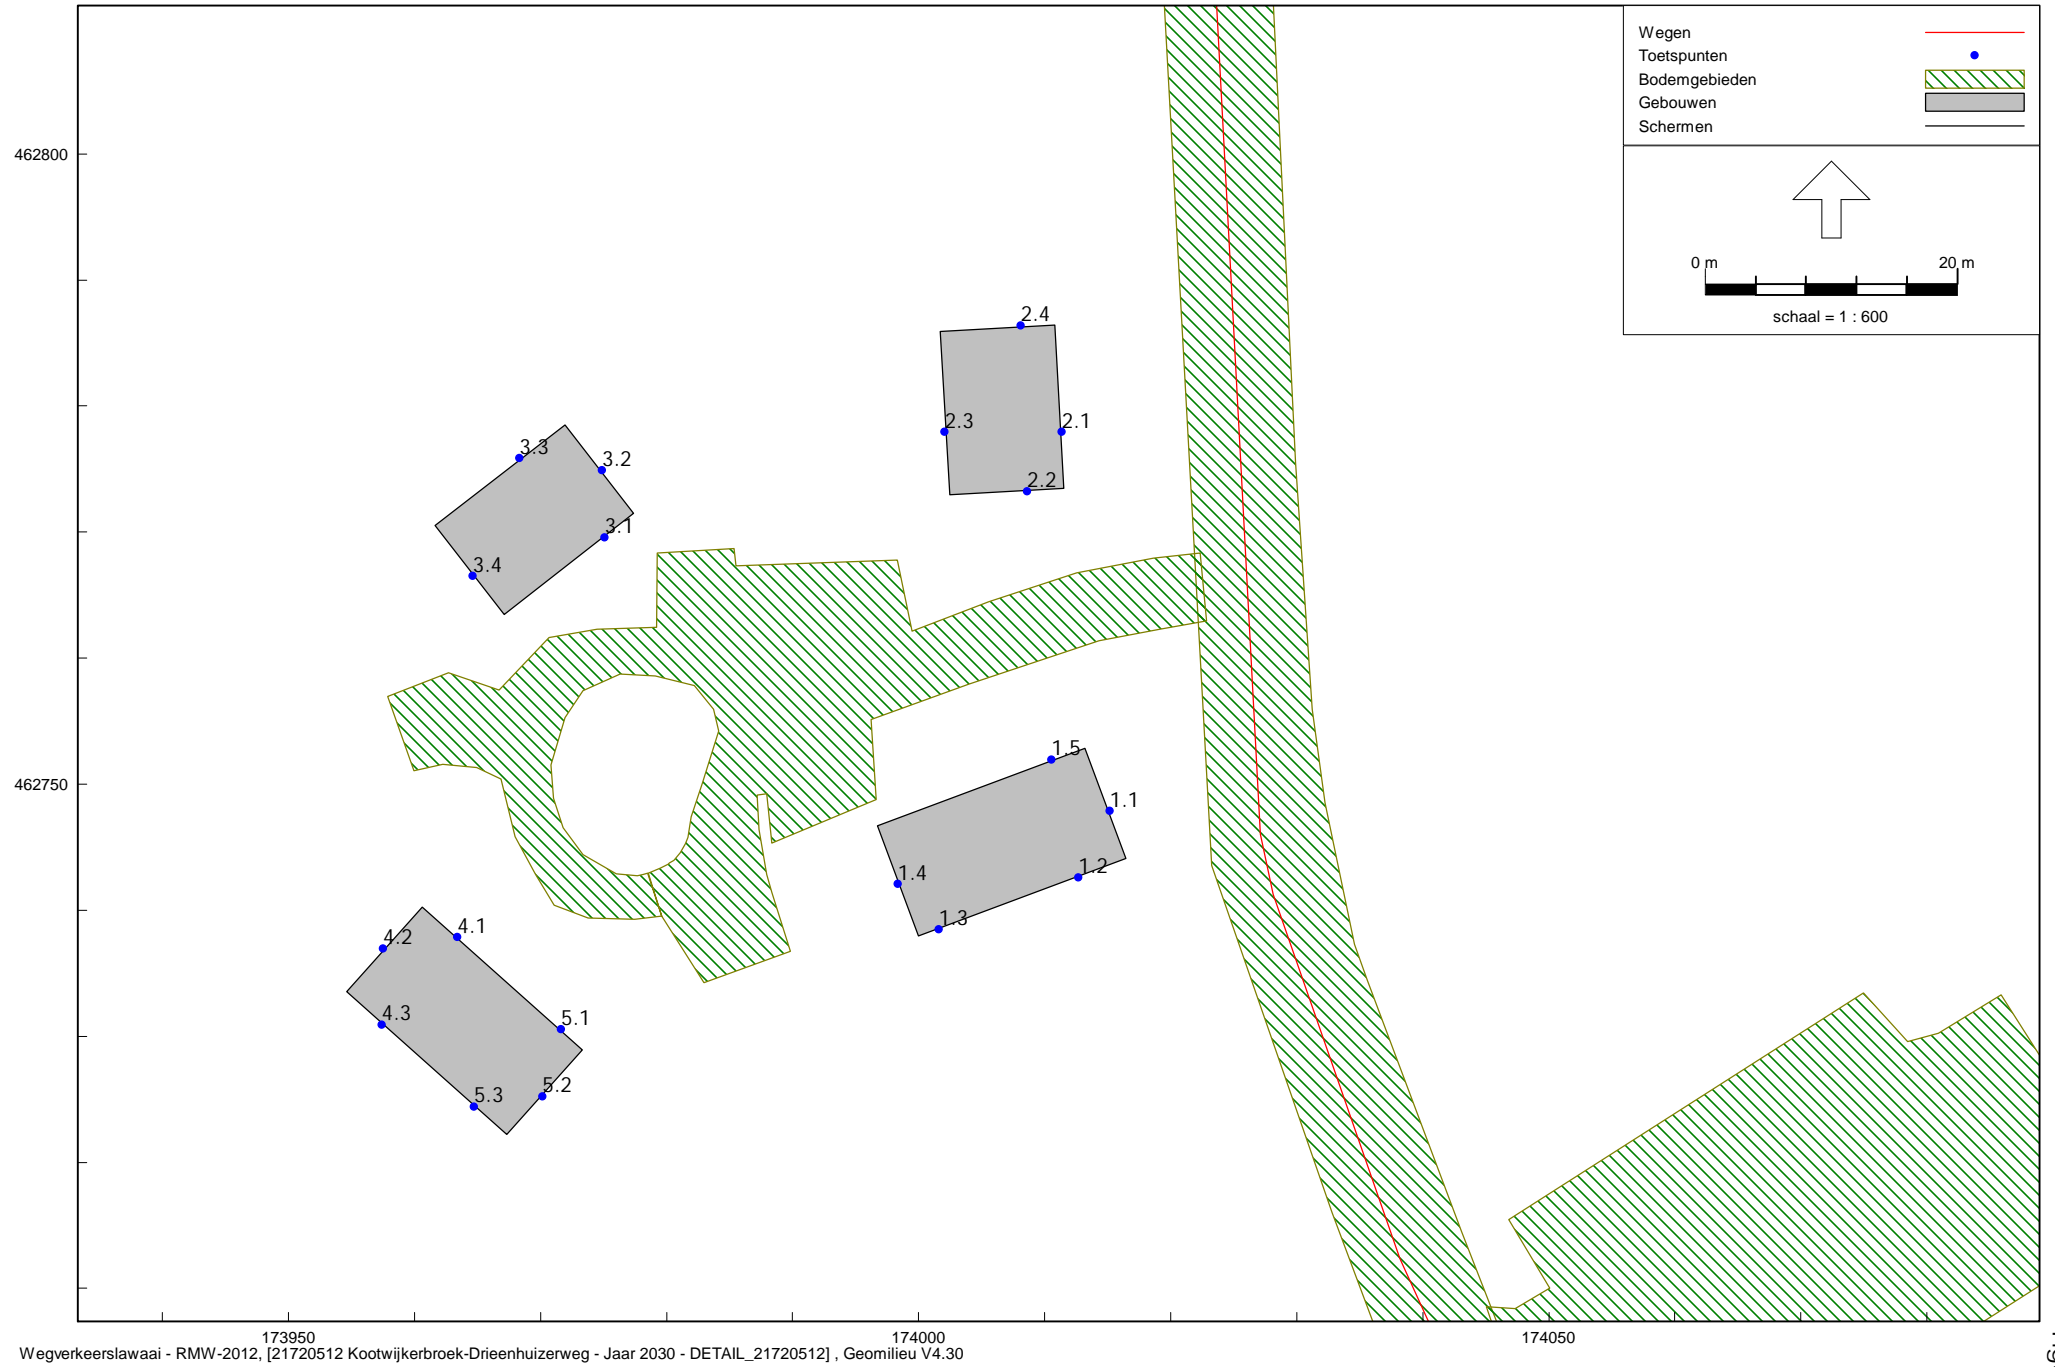 Wegen
Toetspunten
Bodemgebieden
Gebouwen
Schermen
462800
0 m 20 m
schaal = 1 : 600
2.4
2.3 2.1
3.3
3.2
2.2
3.1
3.4
1.5
462750
1.1
1.2
1.4
1.3
4.1
4.2
4.3
5.1
5.2
5.3
173950 174000 174050
Wegverkeerslawaai - RMW-2012, [21720512 Kootwijkerbroek-Drieenhuizerweg - Jaar 2030 - DETAIL_21720512] , Geomilieu V4.30